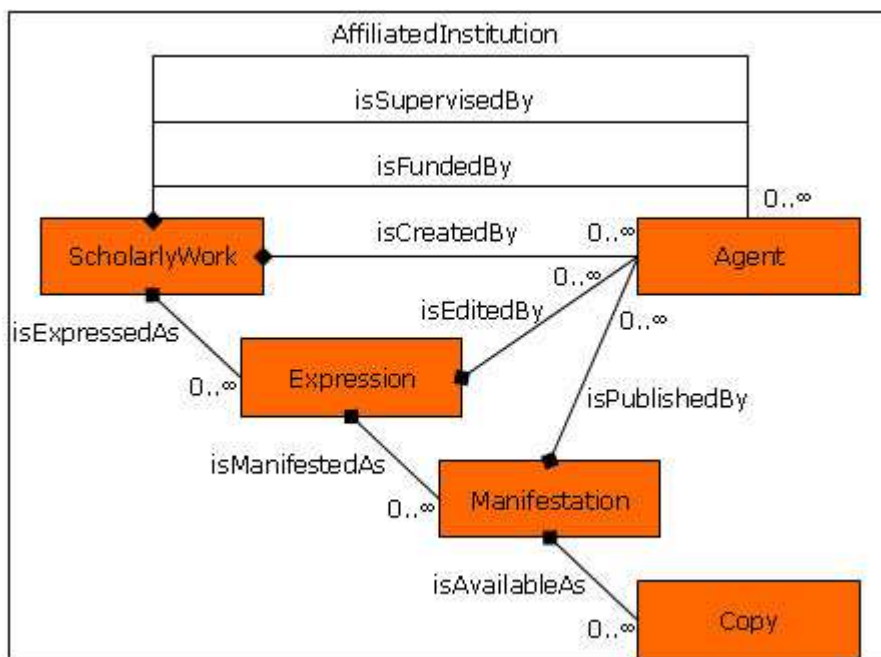 AffiliatedInstitution
isSupervisedBy
isFundedBy
0..∞
isCreatedBy
0..∞
ScholarlyWork
Agent
0..∞
isEditedBy
0..∞
isExpressedAs
0..∞
Expression
isPublishedBy
isManifestedAs
0..∞
Manifestation
isAvailableAs
0..∞
Copy